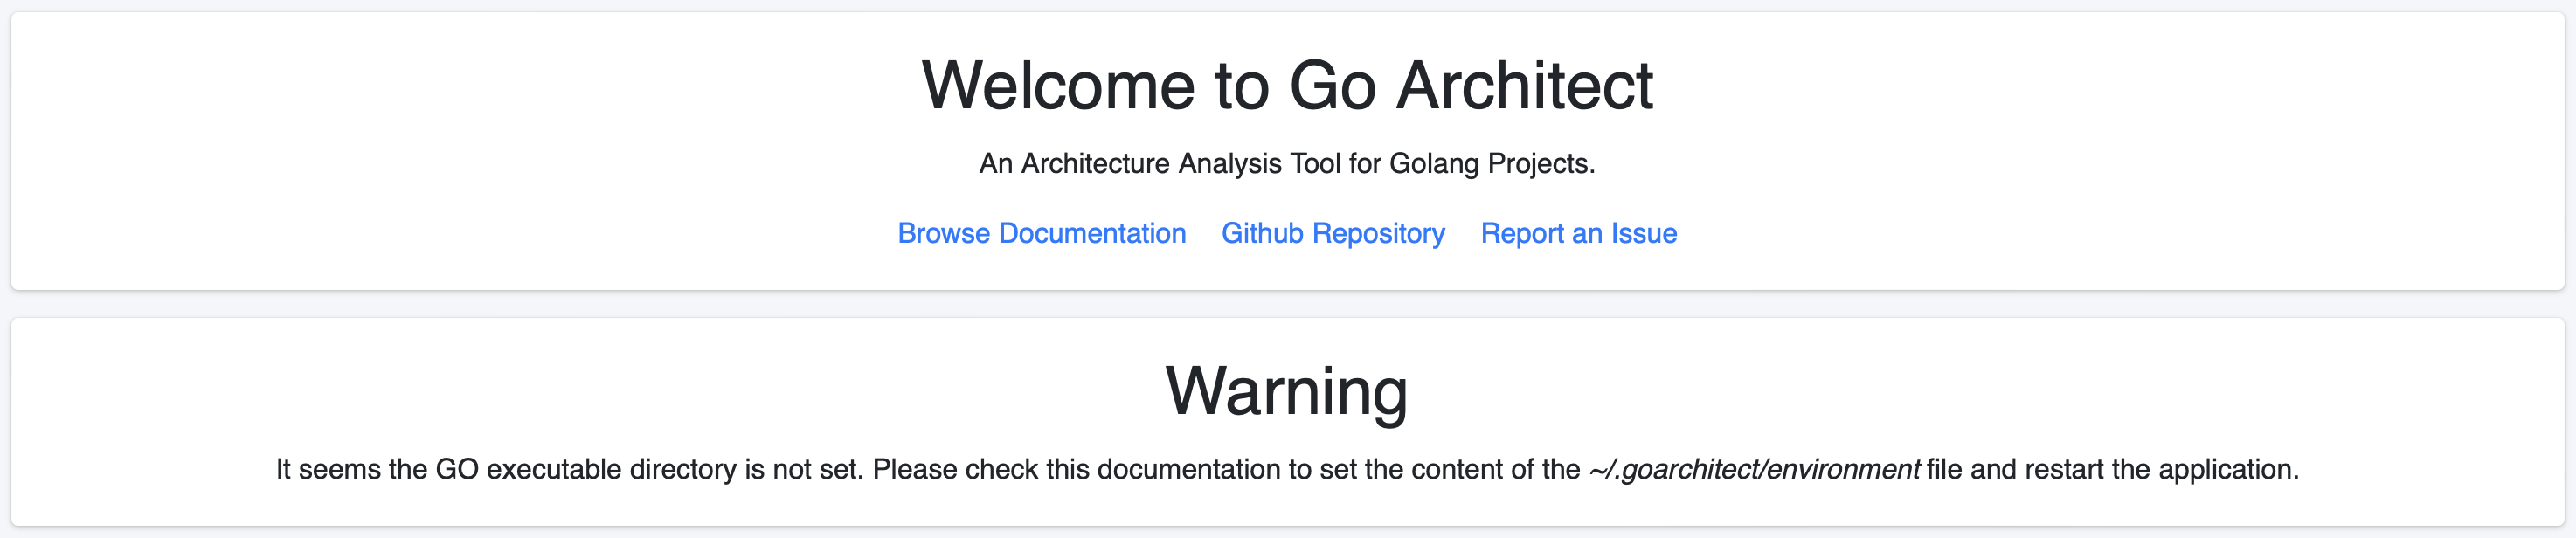 Welcome to Go Architect
An Architecture Analysis Tool for Golang Projects.
Browse Documentation Github Repository Report an Issue
Warning
It seems the GO executable directory is not set. Please check this documentation to set the content of the ~/.goarchitect/environment file and restart the application.